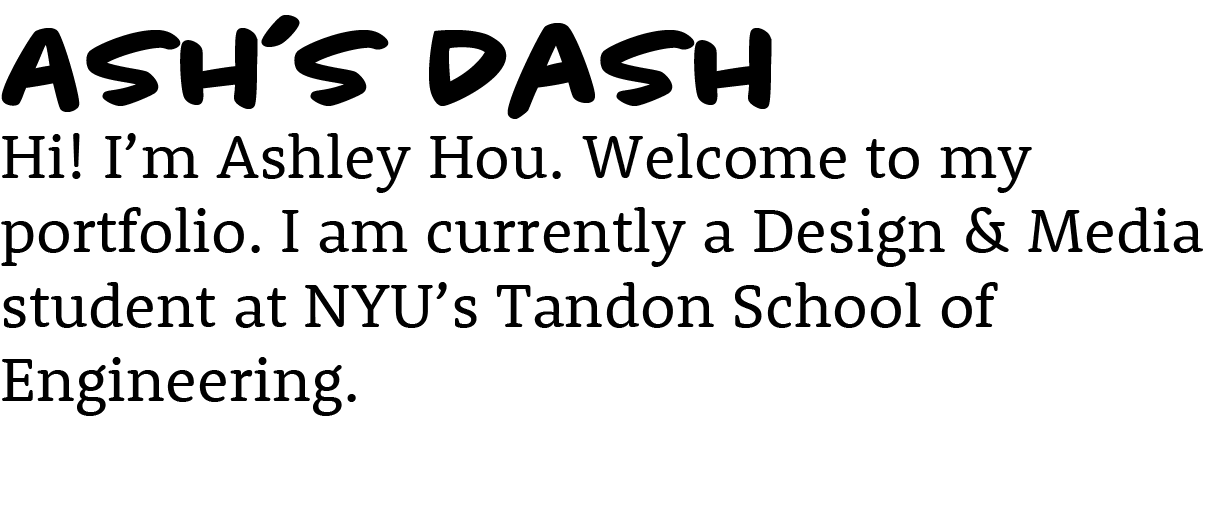 ASH’S DASH
Hi! I’m Ashley Hou. Welcome to my
portfolio. I am currently a Design & Media
student at NYU’s Tandon School of
Engineering.